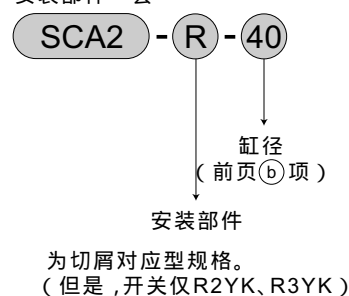 SCA2 - R - 40
缸径
(前页ⓑ项)
安装部件
为切屑对应型规格。
(但是,开关仅R2YK、R3YK)